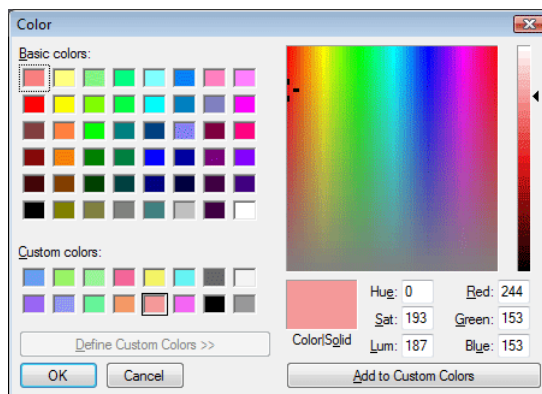 Color
Basic colors:
Custom colors:
Define Custom Colors >>
OK
Cancel
Color|Solid
Hue: 0
Sat: 193
Lum: 187
Red: 244
Green: 153
Blue: 153
Add to Custom Colors